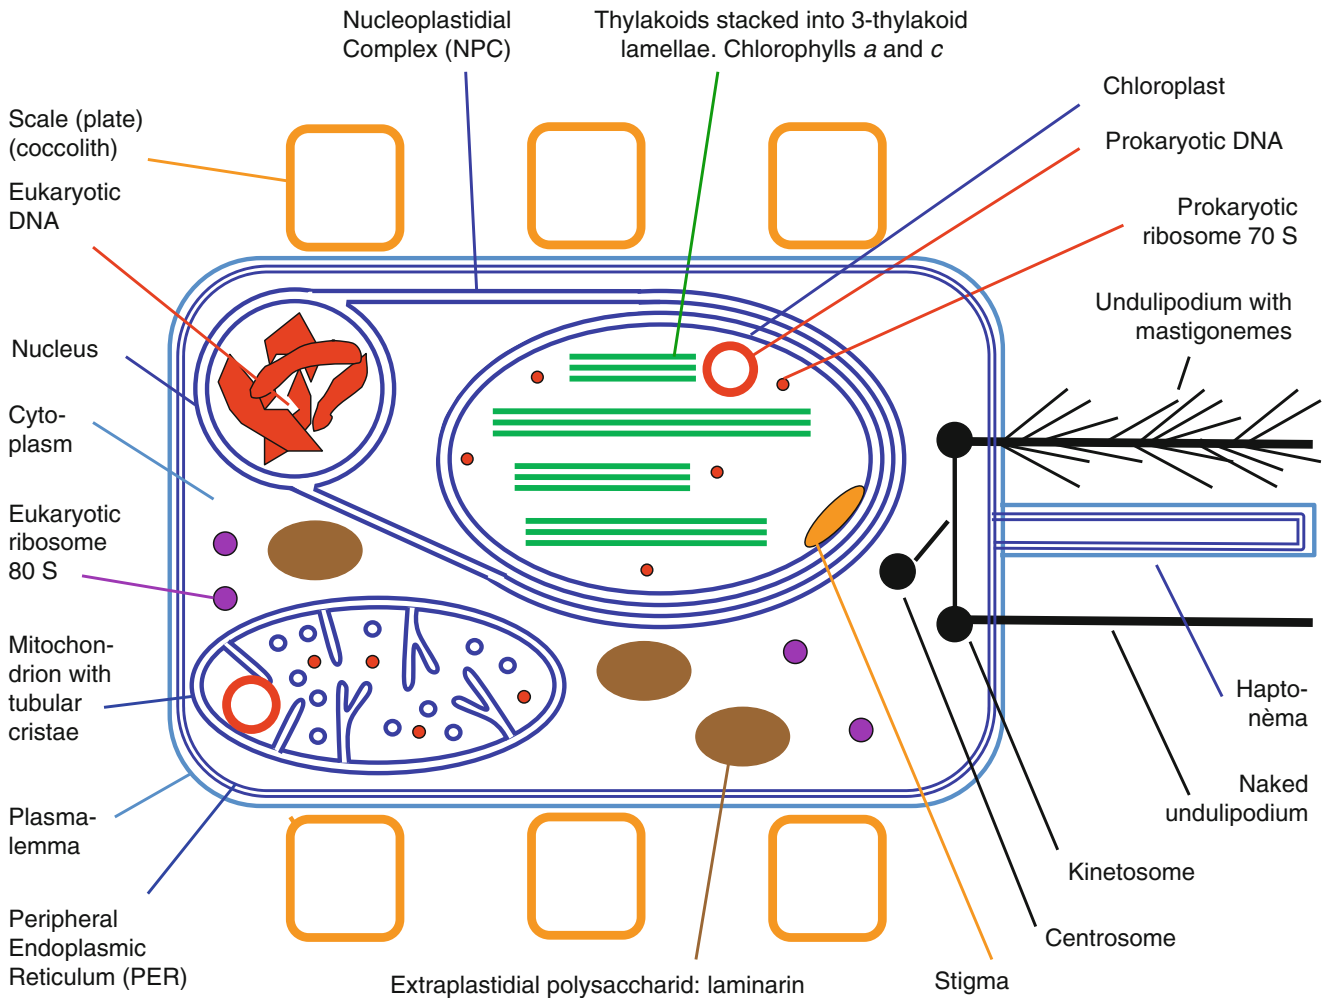 Nucleoplastidial
Complex (NPC)
Thylakoids stacked into 3-thylakoid
lamellae. Chlorophylls a and c
Chloroplast
Prokaryotic DNA
Prokaryotic
ribosome 70 S
Undulipodium with
mastigonemes
Scale (plate)
(coccolith)
Eukaryotic
DNA
Nucleus
Cyto-
plasm
Eukaryotic
ribosome
80 S
Mitochon-
drion with
tubular
cristae
Plasma-
lemma
Peripheral
Endoplasmic
Reticulum (PER)
Extraplastidial polysaccharid: laminarin
Stigma
Centrosome
Kinetosome
Naked
undulipodium
Hapto-
nèma